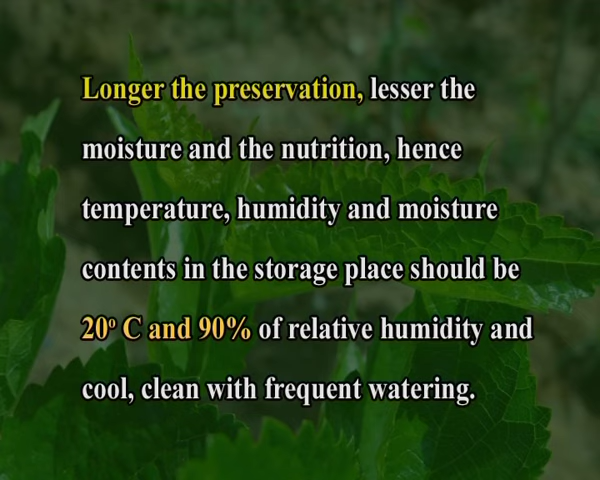 Longer the preservation, lesser the
moisture and the nutrition, hence
temperature, humidity and moisture
contents in the storage place should be
20º C and 90% of relative humidity and
cool, clean with frequent watering.